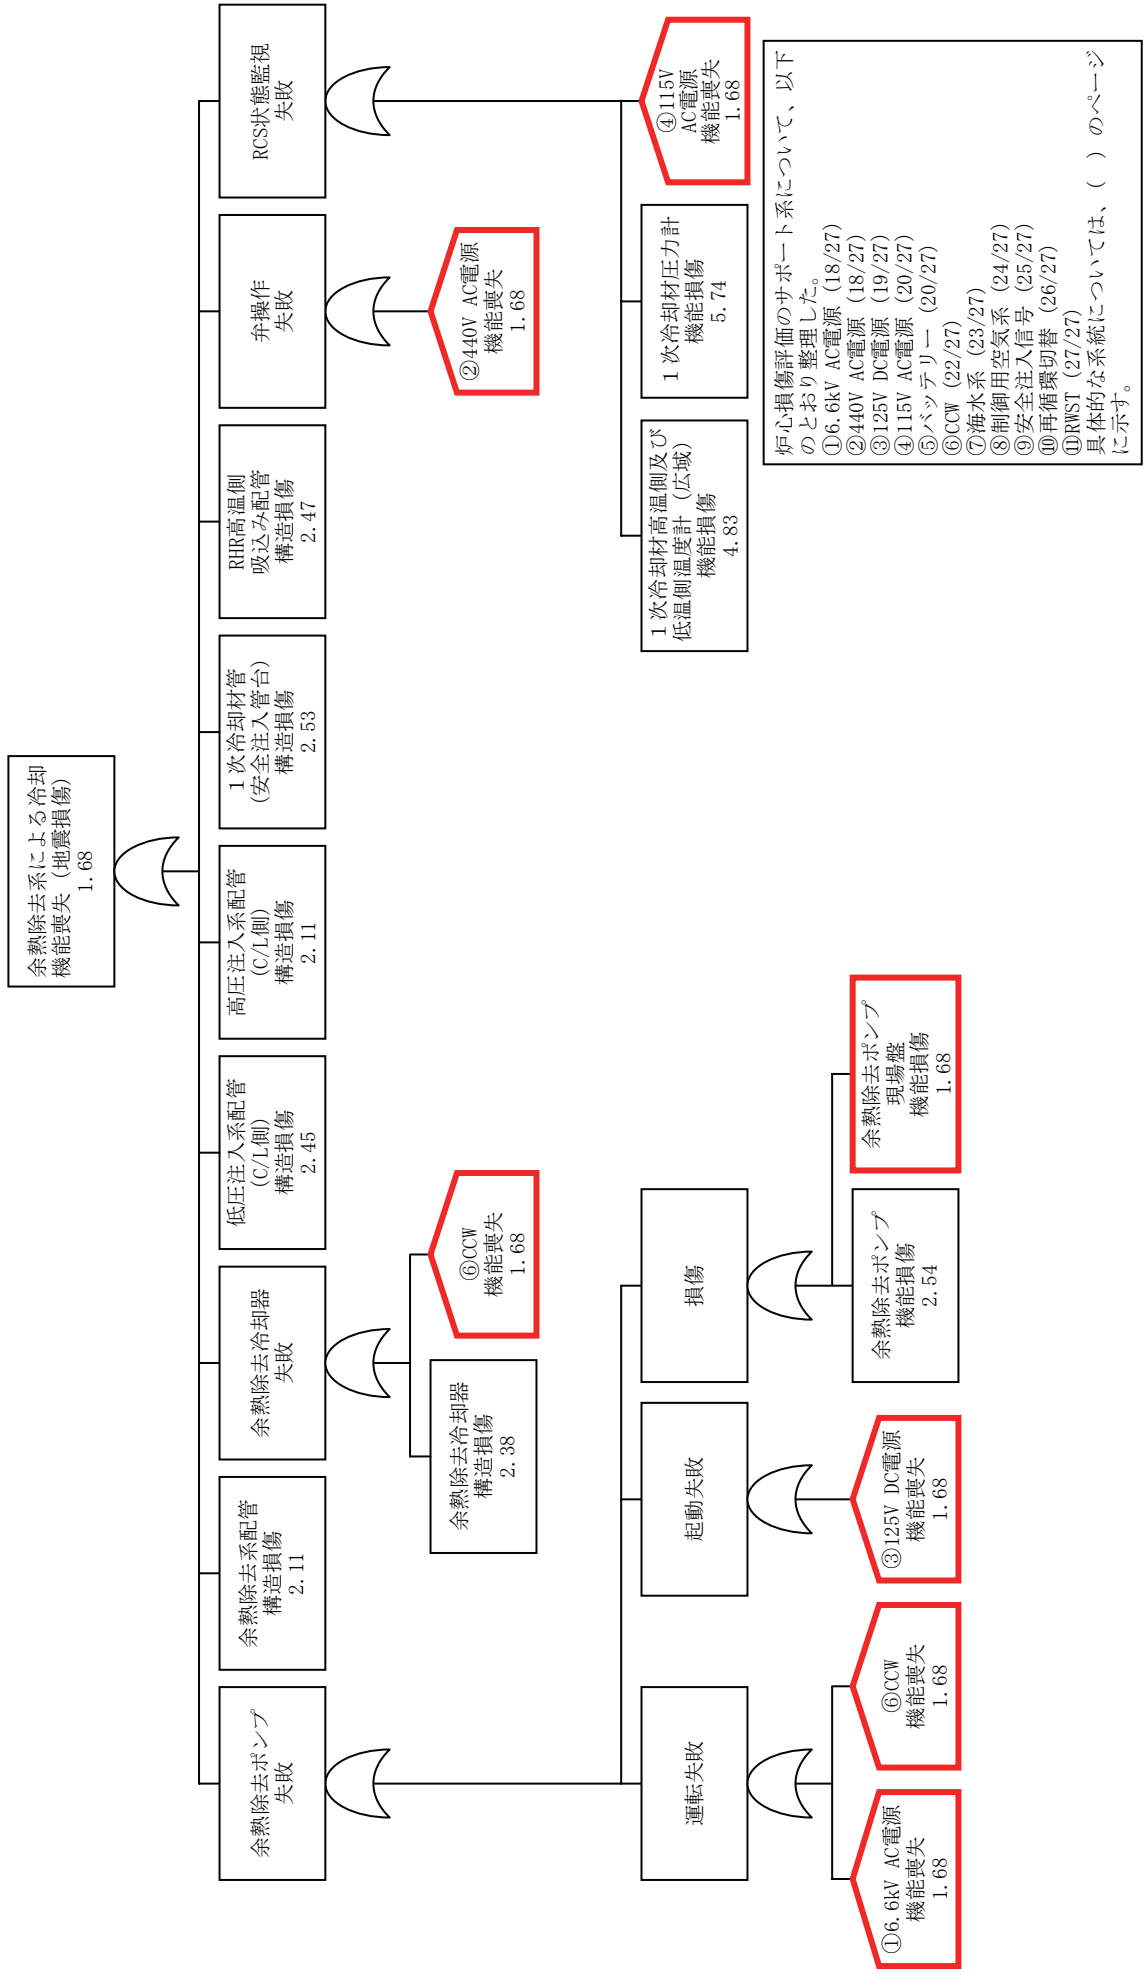 余熱除去系による冷却
機能喪失（地震損傷）
1.68
余熱除去ポンプ
失敗
余熱除去系配管
構造損傷
2.11
余熱除去冷却器
失敗
低圧注入系配管
(C/L側)
構造損傷
2.45
高圧注入系配管
(C/L側)
構造損傷
2.11
１次冷却材管
(安全注入管台)
構造損傷
2.53
RHR高温側
吸込み配管
構造損傷
2.47
弁操作
失敗
RCS状態監視
失敗
余熱除去冷却器
構造損傷
2.38
⑥CCW
機能喪失
1.68
②440V AC電源
機能喪失
1.68
運転失敗
起動失敗
損傷
１次冷却材高温側及び
低温側温度計（広域）
機能損傷
4.83
１次冷却材圧力計
機能損傷
5.74
④115V
AC電源
機能喪失
1.68
①6.6kV AC電源
機能喪失
1.68
⑥CCW
機能喪失
1.68
③125V DC電源
機能喪失
1.68
余熱除去ポンプ
機能損傷
2.54
余熱除去ポンプ
現場盤
機能損傷
1.68
炉心損傷評価のサポート系について、以下
のとおり整理した。
①6.6kV AC電源（18/27）
②440V AC電源（18/27）
③125V DC電源（19/27）
④115V AC電源（20/27）
⑤バッテリー（20/27）
⑥CCW（22/27）
⑦海水系（23/27）
⑧制御用空気系（24/27）
⑨安全注入信号（25/27）
⑩再循環切替（26/27）
⑪RWST（27/27）
具体的な系統については、（ ）のページ
に示す。